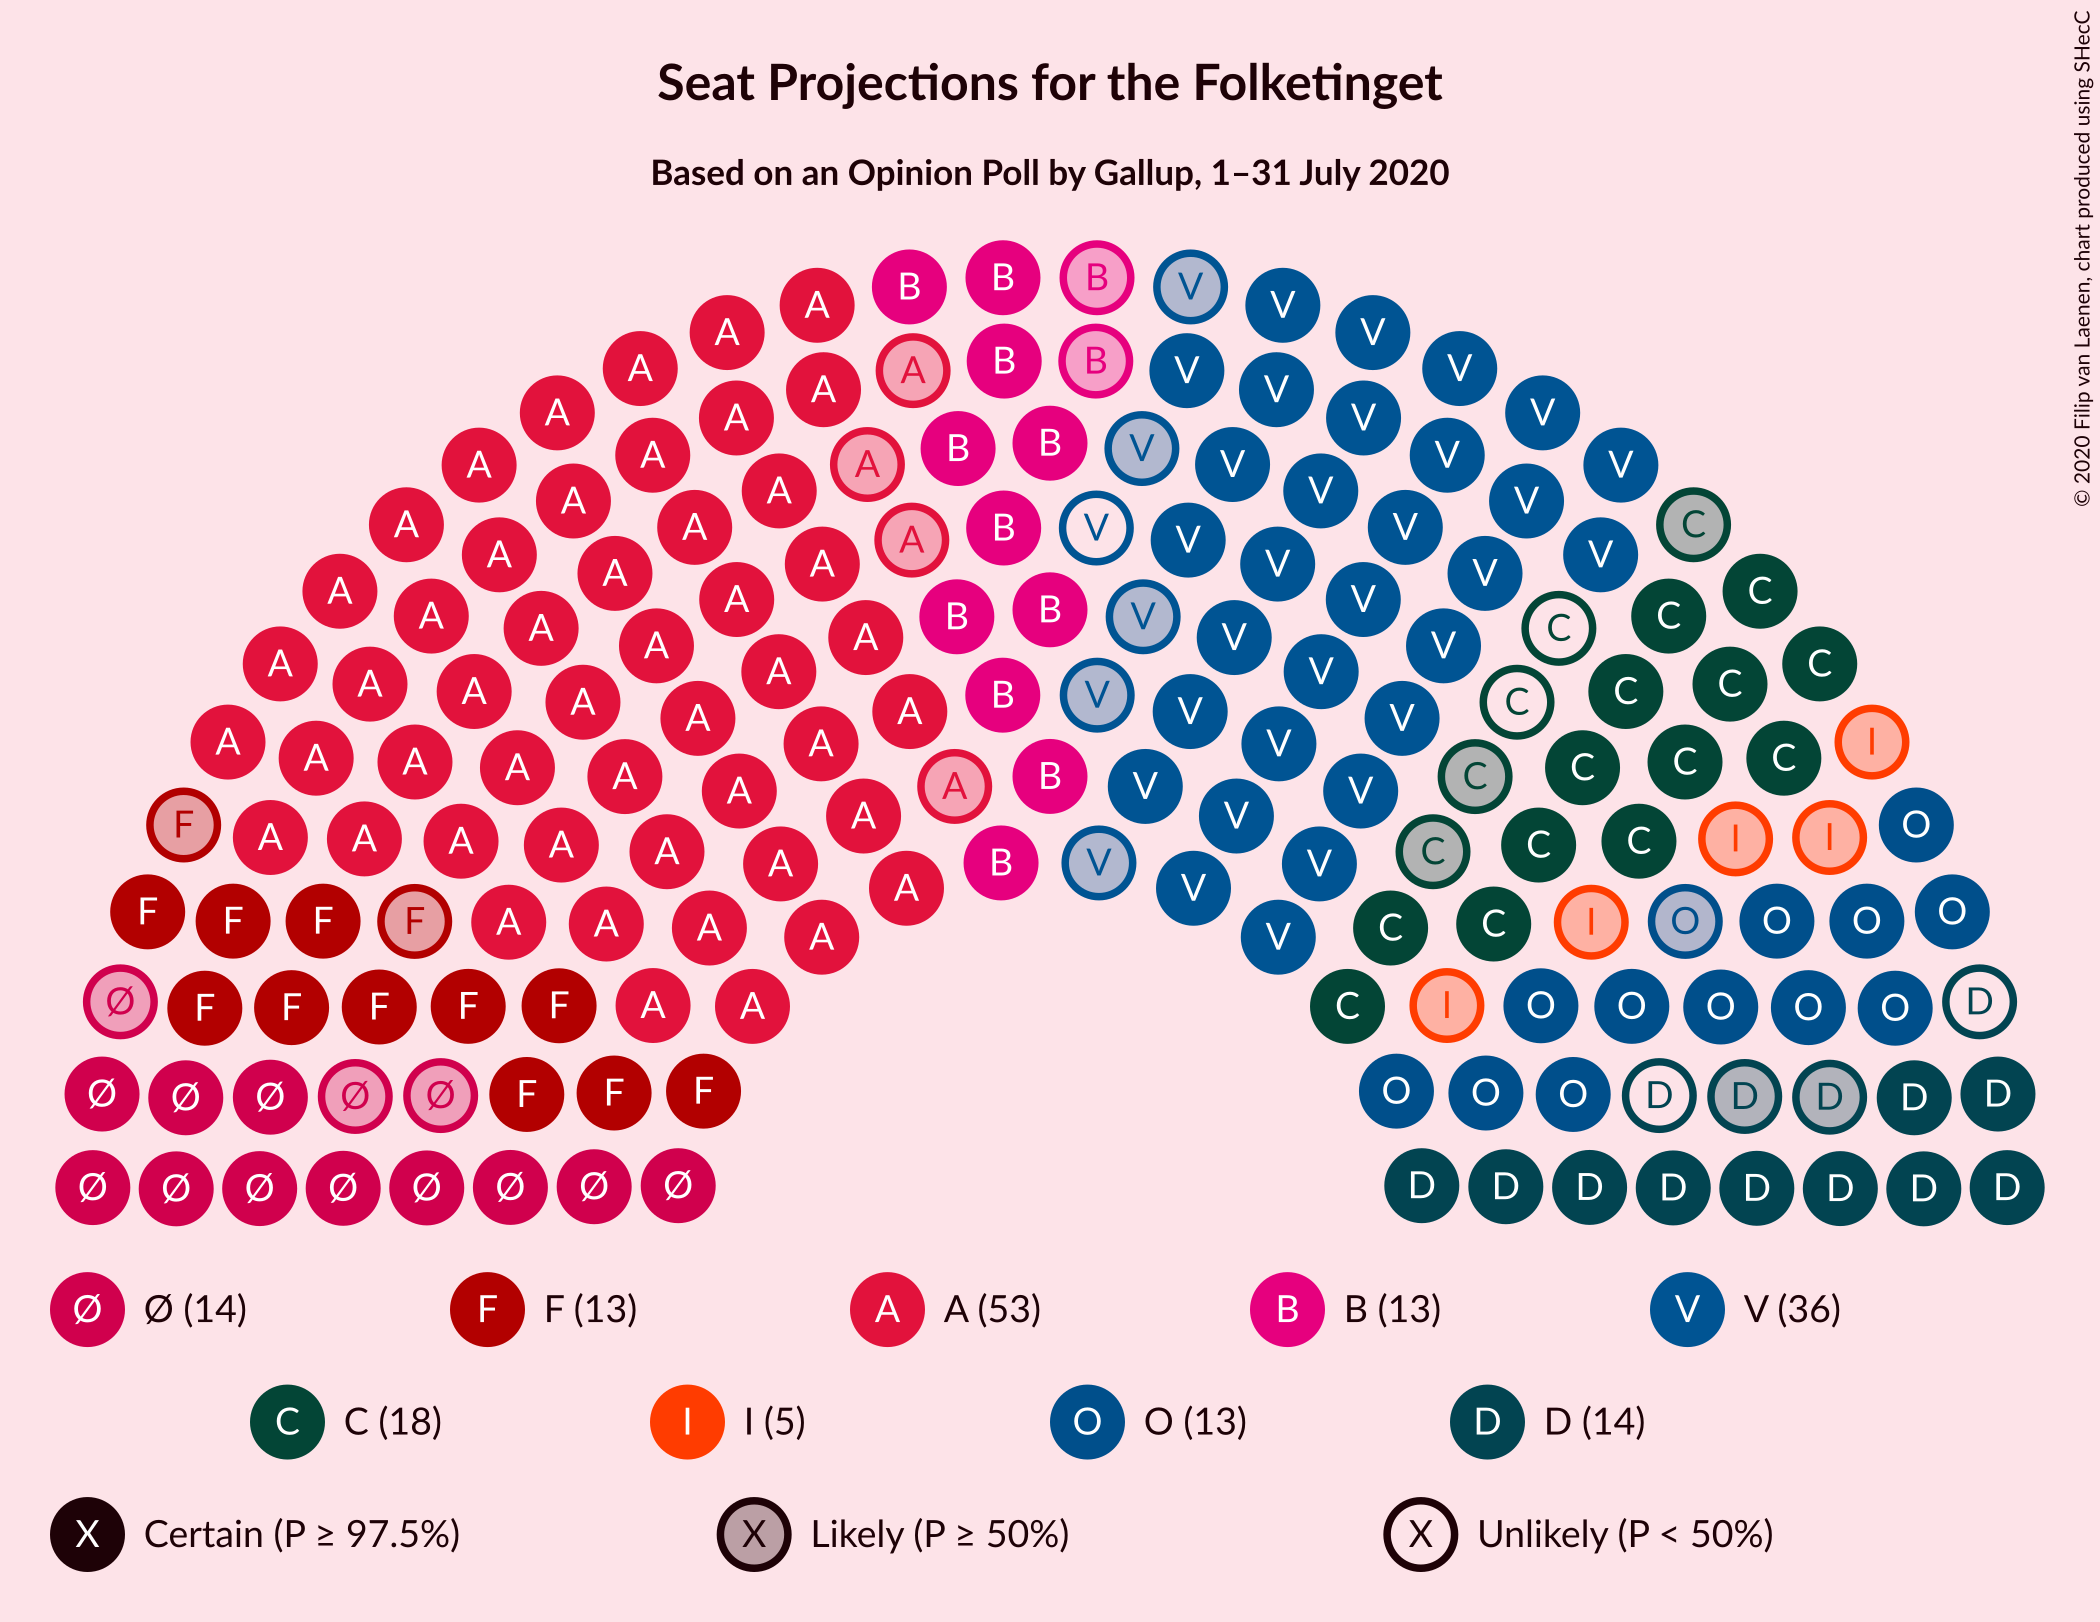 Seat Projections for the Folketinget
Based on an Opinion Poll by Gallup, 1–31 July 2020
© 2020 Filip van Laenen, chart produced using SHecC
B B B V
A V
A V
A B B V V
A A V
A A V
A B B V V
A A V V
A A V
A A B V V C
A A V V
A A A B B V V V C
A A V C
A A A V V C
A A B V C
A A A V C C
A A A V C
A A A V C I
A A A V C
A A A A B V V C C
F A A A C I I O
A A A C C
A A B V V
A V
F F F F A A A C C I O O O O
A V
Ø F F F F F A A C I O O O O O D
Ø Ø Ø Ø Ø F F F O O O D D D D D
Ø Ø Ø Ø Ø Ø Ø Ø D D D D D D D D
Ø Ø (14) F F (13) A A (53) B B (13) V V (36)
C C (18) I I (5) O O (13) D D (14)
X Certain (P ≥ 97.5%) X Likely (P ≥ 50%) X Unlikely (P < 50%)